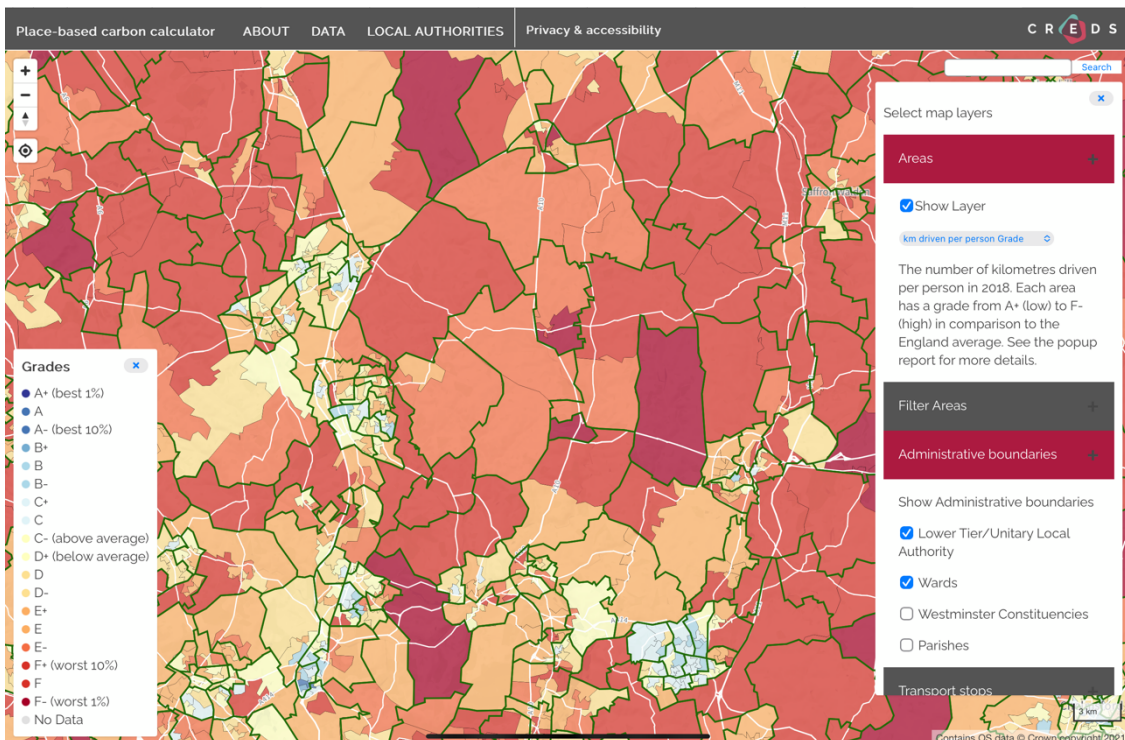 Place-based carbon calculator ABOUT DATA LOCAL AUTHORITIES Privacy & accessibility
CREDS
Search
Select map layers
Areas
Show Layer
km driven per person Grade
The number of kilometres driven
per person in 2018. Each area
has a grade from A+ (low) to F-
(high) in comparison to the
England average. See the popup
report for more details.
Filter Areas
Administrative boundaries
Show Administrative boundaries
Lower Tier/Unitary Local
Authority
Wards
Westminster Constituencies
Parishes
Transport stops
Grades
A+ (best 1%)
A
A- (best 10%)
B+
B
B-
C+
C
C- (above average)
D+ (below average)
D
D-
E+
E
E-
F+ (worst 10%)
F
F- (worst 1%)
No Data
A10
3 km
Contains OS data © Crown copyright 2021